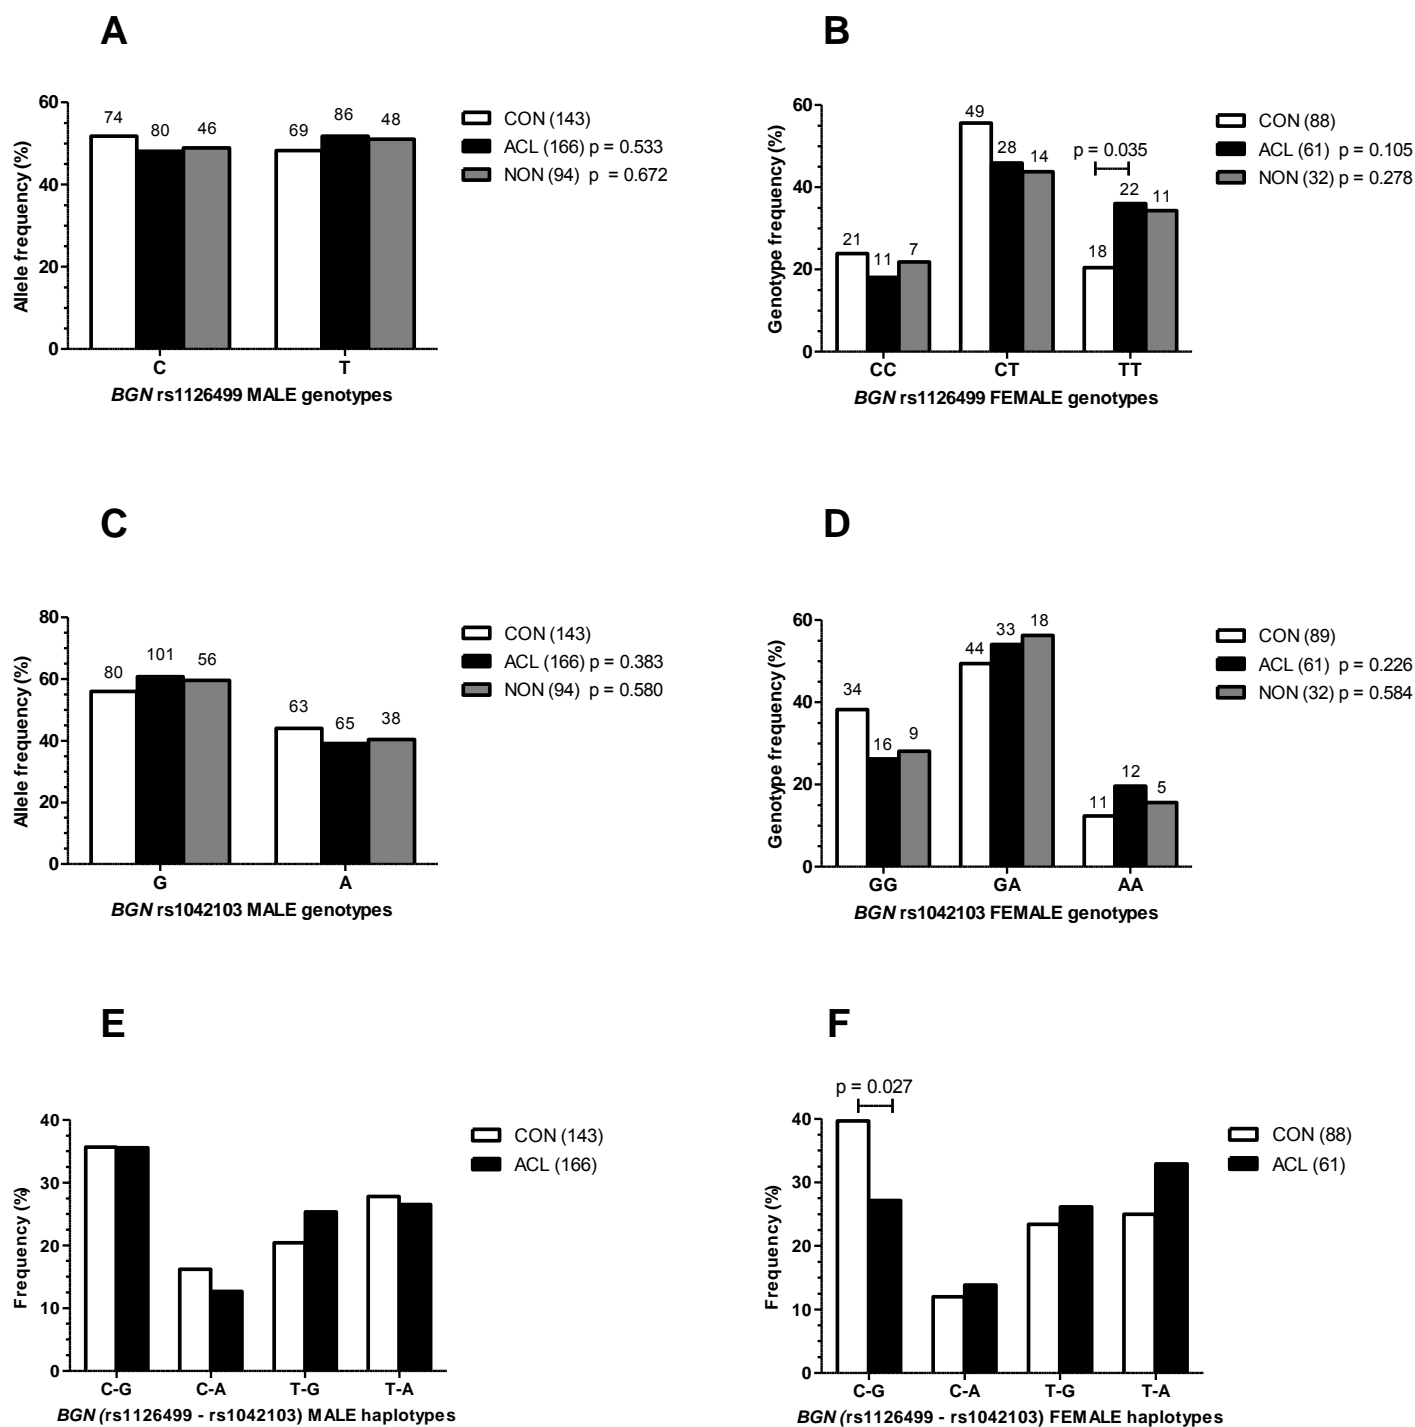 A
60
40
20
0
Allele frequency (%)
74
80
46
69
86
48
C
T
BGN rs1126499 MALE genotypes
CON (143)
ACL (166) p = 0.533
NON (94) p = 0.672
B
60
40
20
0
Genotype frequency (%)
21
11
7
49
28
14
p = 0.035
18
22
11
CC
CT
TT
BGN rs1126499 FEMALE genotypes
CON (88)
ACL (61) p = 0.105
NON (32) p = 0.278
C
80
60
40
20
0
Allele frequency (%)
80
101
56
63
65
38
G
A
BGN rs1042103 MALE genotypes
CON (143)
ACL (166) p = 0.383
NON (94) p = 0.580
D
60
40
20
0
Genotype frequency (%)
34
16
9
44
33
18
11
12
5
GG
GA
AA
BGN rs1042103 FEMALE genotypes
CON (89)
ACL (61) p = 0.226
NON (32) p = 0.584
E
40
30
20
10
0
Frequency (%)
C-G
C-A
T-G
T-A
BGN (rs1126499 - rs1042103) MALE haplotypes
CON (143)
ACL (166)
F
p = 0.027
40
30
20
10
0
Frequency (%)
C-G
C-A
T-G
T-A
BGN (rs1126499 - rs1042103) FEMALE haplotypes
CON (88)
ACL (61)